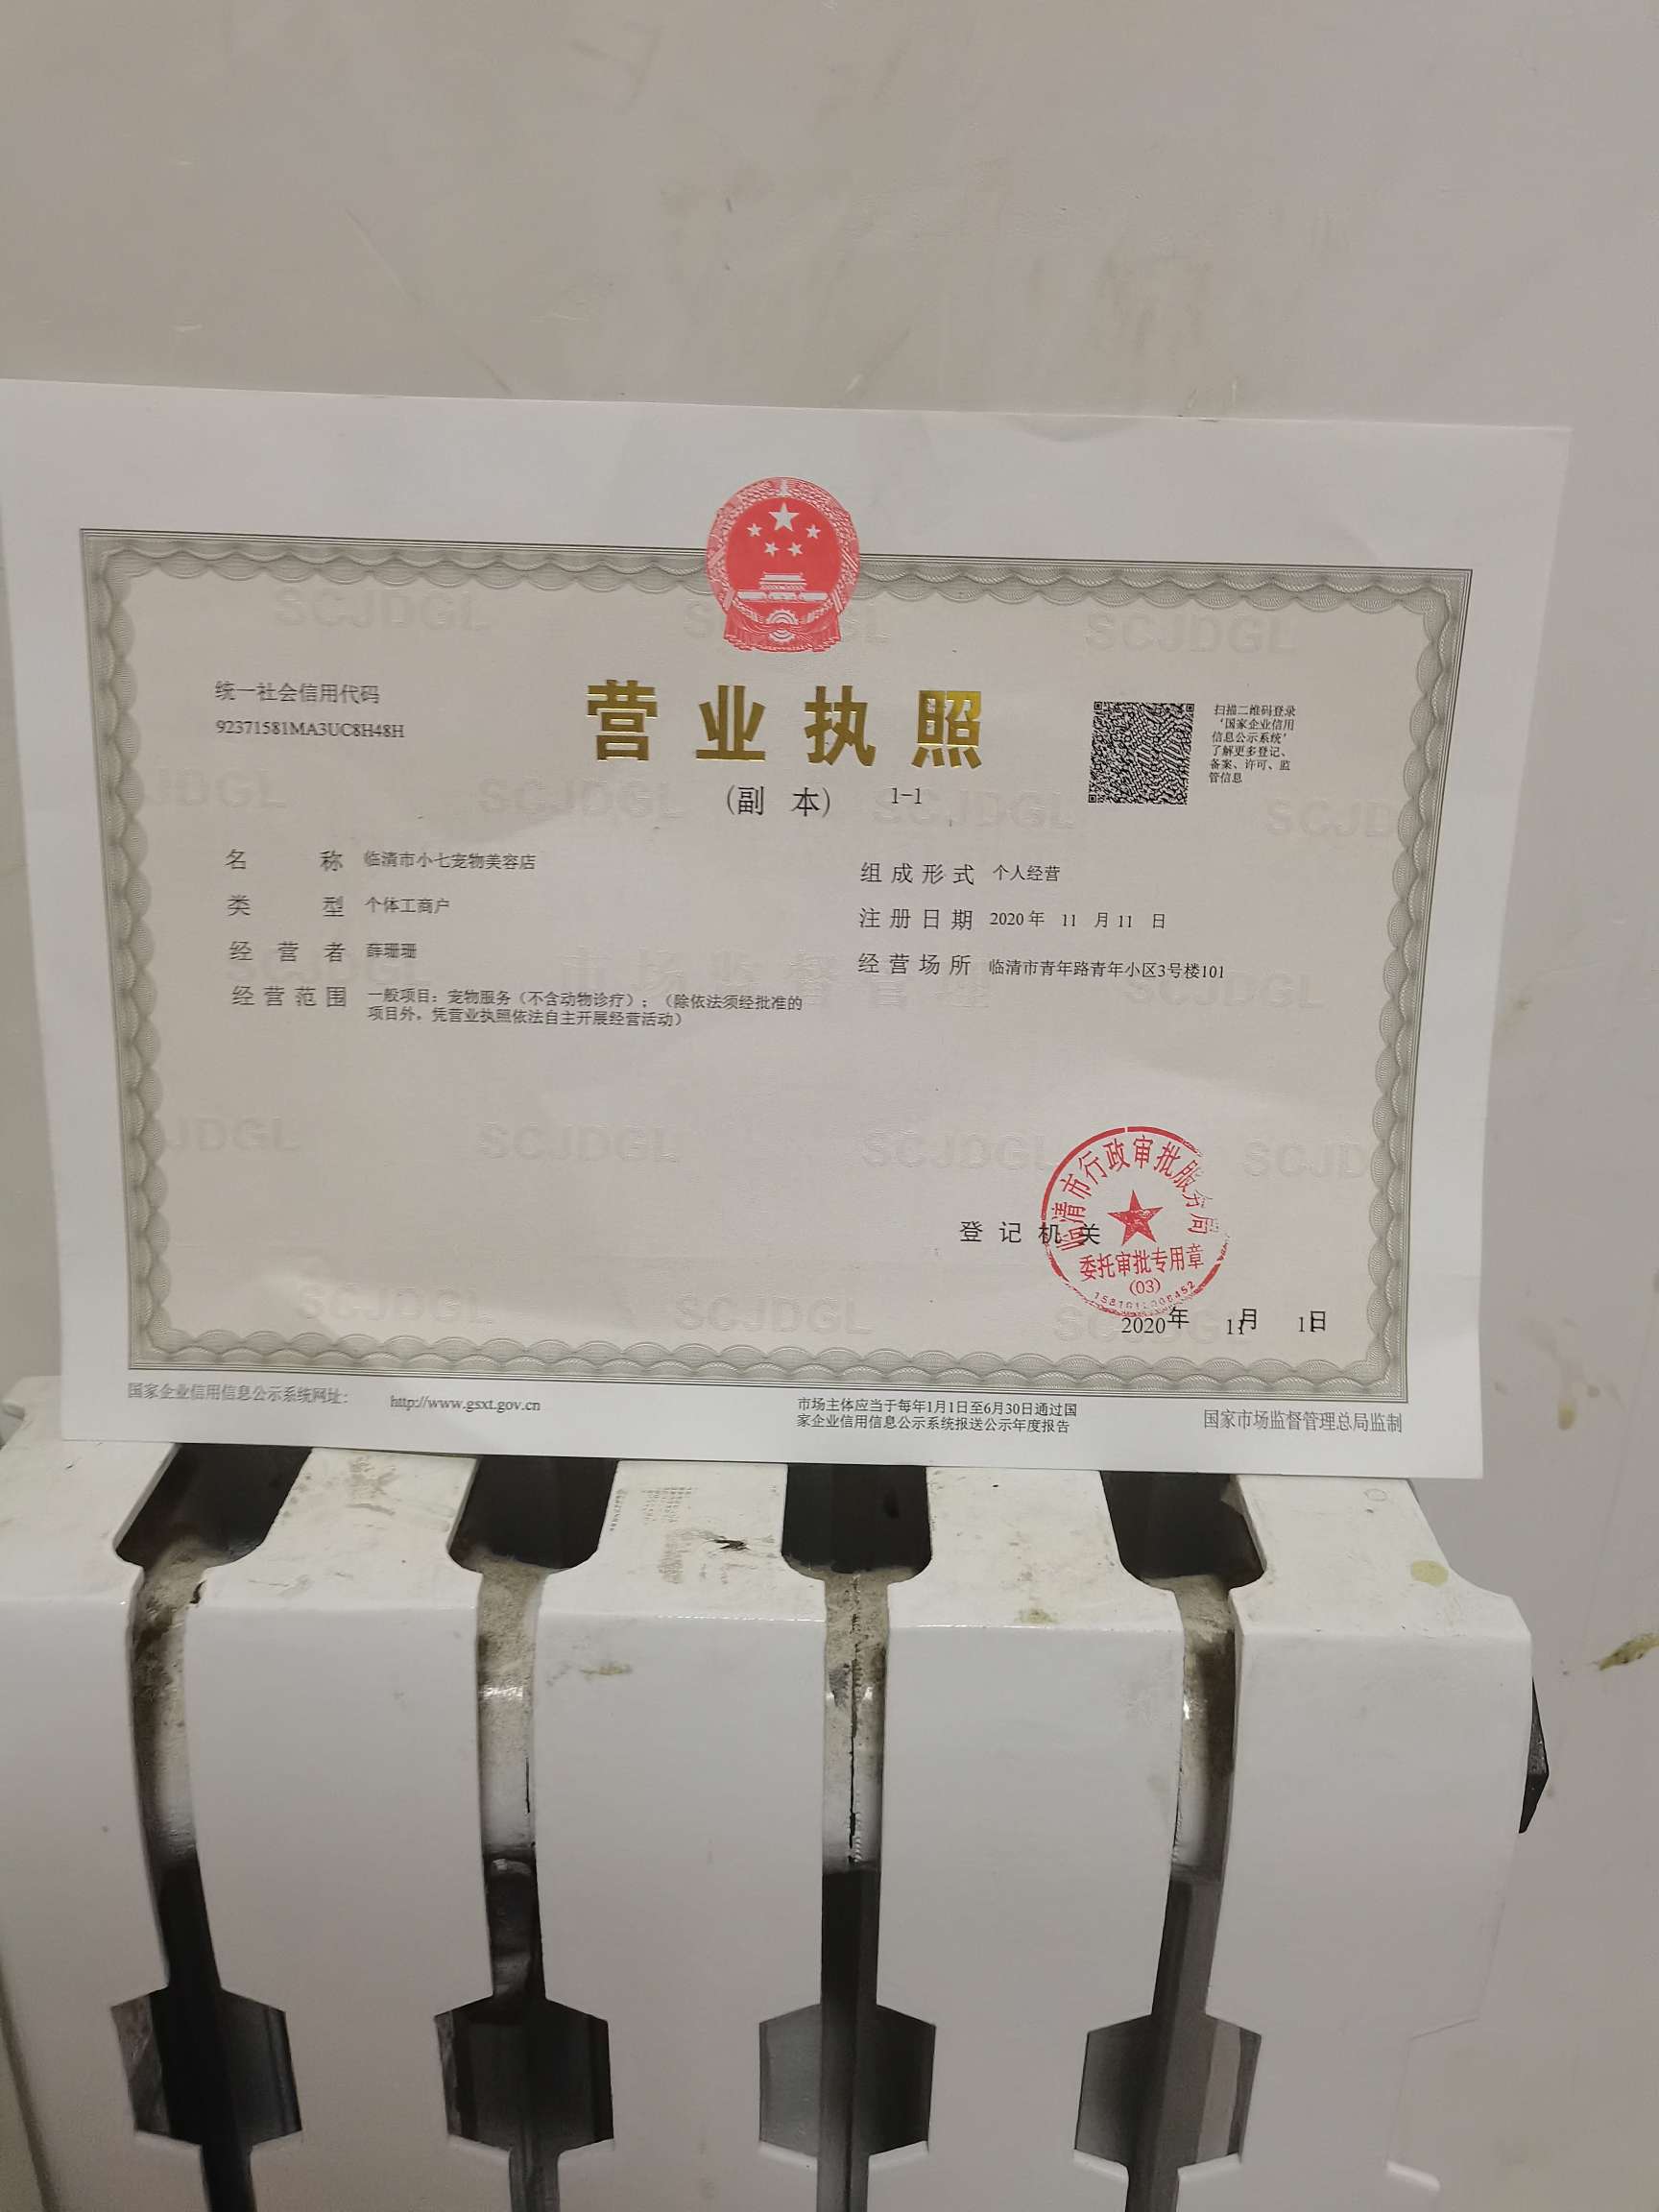 统一社会信用代码
92371581MA3UC8H48H
营业执照
(副 本) 1-1
扫描二维码登录
‘国家企业信用
信息公示系统’
了解更多登记、
备案、许可、监
管信息
名 称 临清市小七宠物美容店
类 型 个体工商户
经 营 者 薛珊珊
经 营 范 围 一般项目：宠物服务（不含动物诊疗）；（除依法须经批准的
项目外，凭营业执照依法自主开展经营活动）
组 成 形 式 个人经营
注 册 日 期 2020 年 11 月 11 日
经 营 场 所 临清市青年路青年小区3号楼101
SCJDGL
市场监督管理
临清市行政审批服务局
登 记 机 关
委托审批专用章
(03)
2020 年 11 月 11 日
国家企业信用信息公示系统网址：
http://www.gsxt.gov.cn
市场主体应当于每年1月1日至6月30日通过国
家企业信用信息公示系统报送公示年度报告
国家市场监督管理总局监制